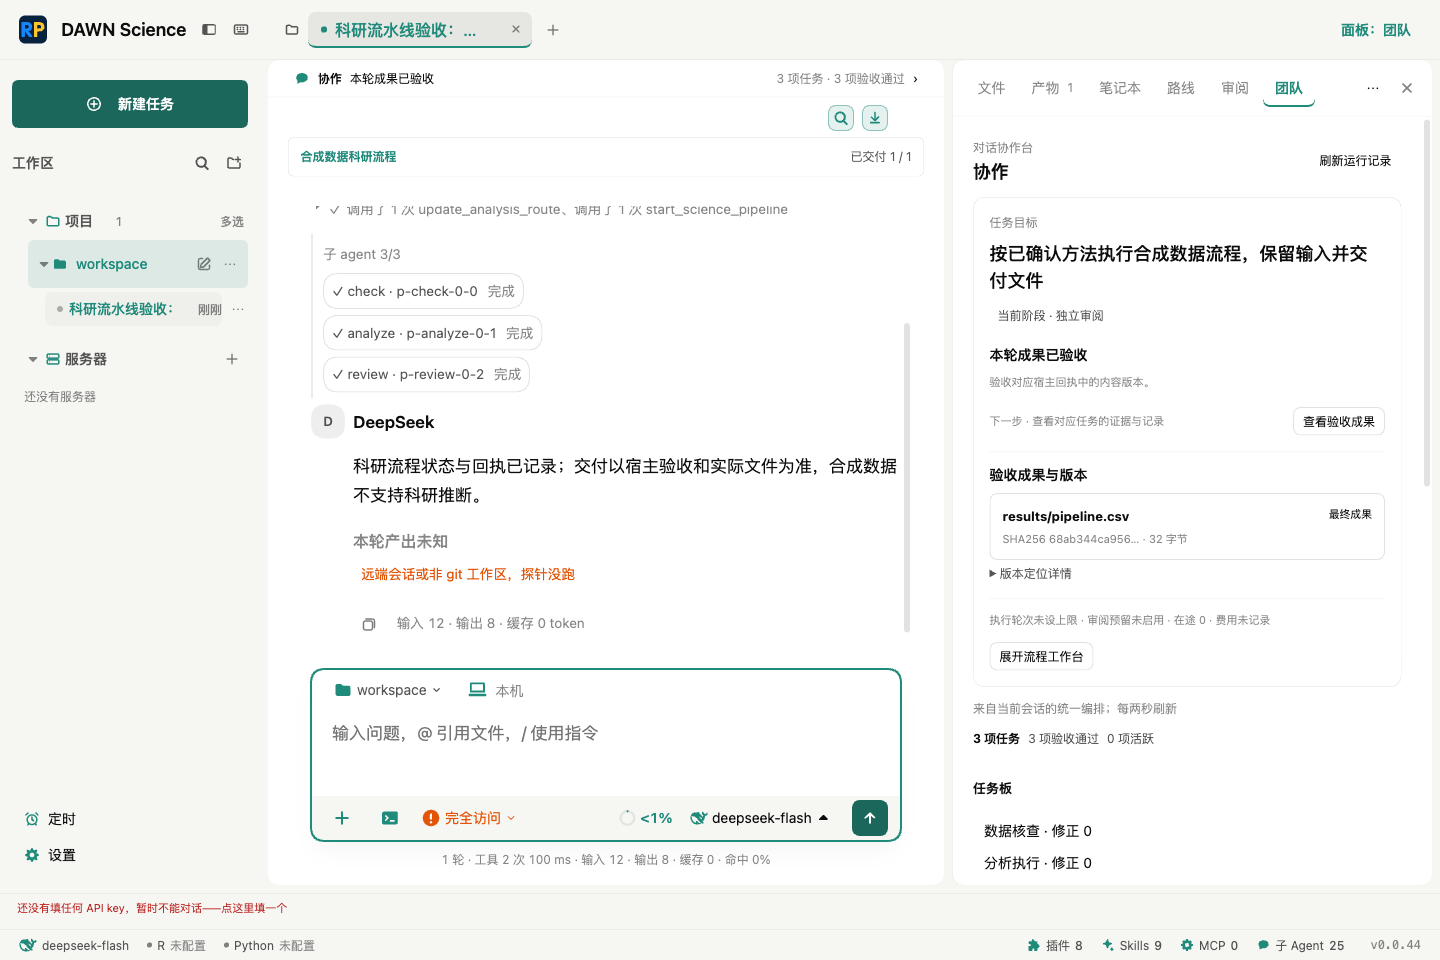 RP DAWN Science
科研流水线验收：...
面板：团队
新建任务
工作区
项目 1 多选
workspace
科研流水线验收： 刚刚
服务器
还没有服务器
定时
设置
协作 本轮成果已验收
3 项任务 · 3 项验收通过 ›
合成数据科研流程
已交付 1 / 1
调用了 1 次 update_analysis_route、调用了 1 次 start_science_pipeline
子 agent 3/3
check · p-check-0-0 完成
analyze · p-analyze-0-1 完成
review · p-review-0-2 完成
D DeepSeek
科研流程状态与回执已记录；交付以宿主验收和实际文件为准，合成数据
不支持科研推断。
本轮产出未知
远端会话或非 git 工作区，探针没跑
输入 12 · 输出 8 · 缓存 0 token
workspace 本机
输入问题，@ 引用文件，/ 使用指令
完全访问 <1% deepseek-flash
1 轮 · 工具 2 次 100 ms · 输入 12 · 输出 8 · 缓存 0 · 命中 0%
文件 产物 1 笔记本 路线 审阅 团队 ···
对话协作台
协作
刷新运行记录
任务目标
按已确认方法执行合成数据流程，保留输入并交
付文件
当前阶段 · 独立审阅
本轮成果已验收
验收对应宿主回执中的内容版本。
下一步 · 查看对应任务的证据与记录
查看验收成果
验收成果与版本
results/pipeline.csv 最终成果
SHA256 68ab344ca956... · 32 字节
版本定位详情
执行轮次未设上限 · 审阅预留未启用 · 在途 0 · 费用未记录
展开流程工作台
来自当前会话的统一编排；每两秒刷新
3 项任务 3 项验收通过 0 项活跃
任务板
数据核查 · 修正 0
分析执行 · 修正 0
还没有填任何 API key，暂时不能对话——点这里填一个
deepseek-flash R 未配置 Python 未配置
插件 8 Skills 9 MCP 0 子 Agent 25 v0.0.44